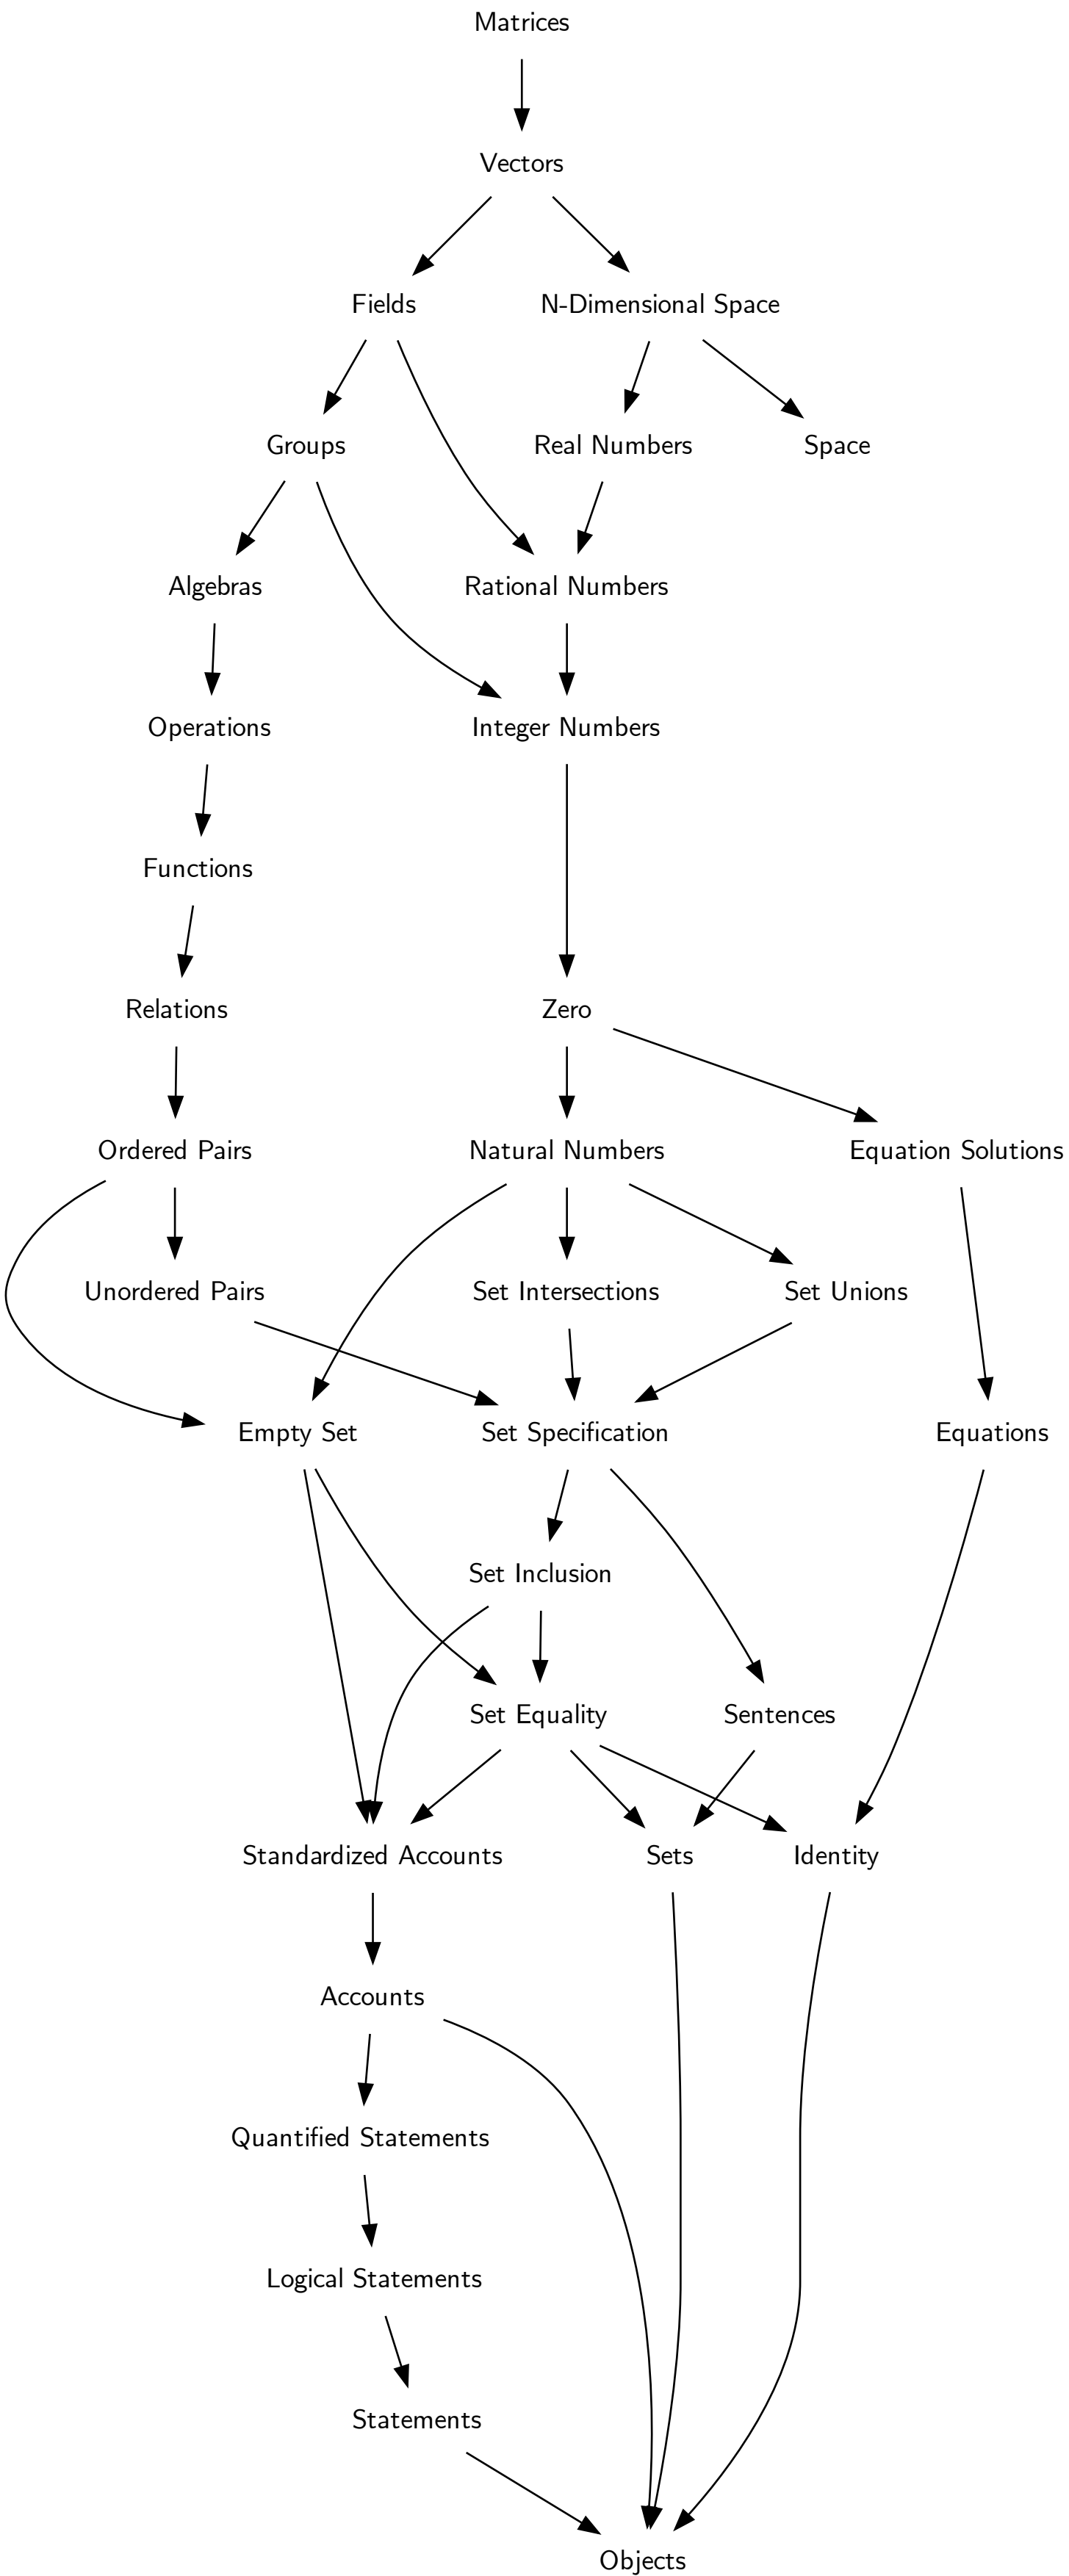 Matrices
Vectors
Fields
N-Dimensional Space
Groups
Real Numbers
Space
Algebras
Rational Numbers
Operations
Integer Numbers
Functions
Relations
Zero
Ordered Pairs
Natural Numbers
Equation Solutions
Unordered Pairs
Set Intersections
Set Unions
Empty Set
Set Specification
Equations
Set Inclusion
Set Equality
Sentences
Standardized Accounts
Sets
Identity
Accounts
Quantified Statements
Logical Statements
Statements
Objects